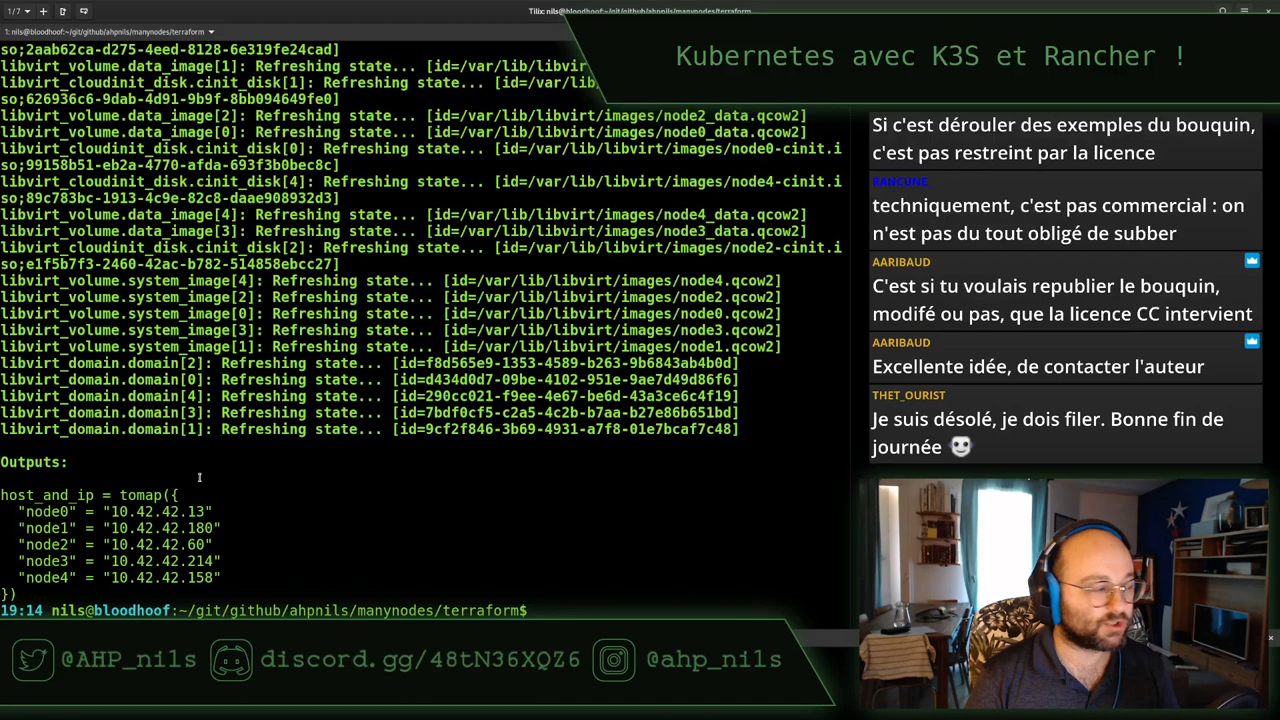 1/7
Tilix: nils@bloodhoof:~/git/github/ahpnils/manynodes/terraform
1: nils@bloodhoof:~/git/github/ahpnils/manynodes/terraform
Kubernetes avec K3S et Rancher !
so;2aab62ca-d275-4eed-8128-6e319fe24cad]
libvirt_volume.data_image[1]: Refreshing state... [id=/var/lib/libvir
libvirt_cloudinit_disk.cinit_disk[1]: Refreshing state... [id=/var/lib
so;626936c6-9dab-4d91-9b9f-8bb094649fe0]
libvirt_volume.data_image[2]: Refreshing state... [id=/var/lib/libvirt/images/node2_data.qcow2]
libvirt_volume.data_image[0]: Refreshing state... [id=/var/lib/libvirt/images/node0_data.qcow2]
libvirt_cloudinit_disk.cinit_disk[0]: Refreshing state... [id=/var/lib/libvirt/images/node0-cinit.i
so;99158b51-eb2a-4770-afda-693f3b0bec8c]
libvirt_cloudinit_disk.cinit_disk[4]: Refreshing state... [id=/var/lib/libvirt/images/node4-cinit.i
so;89c783bc-1913-4c9e-82c8-daae908932d3]
libvirt_volume.data_image[4]: Refreshing state... [id=/var/lib/libvirt/images/node4_data.qcow2]
libvirt_volume.data_image[3]: Refreshing state... [id=/var/lib/libvirt/images/node3_data.qcow2]
libvirt_cloudinit_disk.cinit_disk[2]: Refreshing state... [id=/var/lib/libvirt/images/node2-cinit.i
so;e1f5b7f3-2460-42ac-b782-514858ebcc27]
libvirt_volume.system_image[4]: Refreshing state... [id=/var/lib/libvirt/images/node4.qcow2]
libvirt_volume.system_image[2]: Refreshing state... [id=/var/lib/libvirt/images/node2.qcow2]
libvirt_volume.system_image[0]: Refreshing state... [id=/var/lib/libvirt/images/node0.qcow2]
libvirt_volume.system_image[3]: Refreshing state... [id=/var/lib/libvirt/images/node3.qcow2]
libvirt_volume.system_image[1]: Refreshing state... [id=/var/lib/libvirt/images/node1.qcow2]
libvirt_domain.domain[2]: Refreshing state... [id=f8d565e9-1353-4589-b263-9b6843ab4b0d]
libvirt_domain.domain[0]: Refreshing state... [id=d434d0d7-09be-4102-951e-9ae7d49d86f6]
libvirt_domain.domain[4]: Refreshing state... [id=290cc021-f9ee-4e67-be6d-43a3ce6c4f19]
libvirt_domain.domain[3]: Refreshing state... [id=7bdf0cf5-c2a5-4c2b-b7aa-b27e86b651bd]
libvirt_domain.domain[1]: Refreshing state... [id=9cf2f846-3b69-4931-a7f8-01e7bcaf7c48]
Outputs:
host_and_ip = tomap({
"node0" = "10.42.42.13"
"node1" = "10.42.42.180"
"node2" = "10.42.42.60"
"node3" = "10.42.42.214"
"node4" = "10.42.42.158"
})
19:14 nils@bloodhoof:~/git/github/ahpnils/manynodes/terraform$
Si c'est dérouler des exemples du bouquin,
c'est pas restreint par la licence
RANCUNE_
techniquement, c'est pas commercial : on
n'est pas du tout obligé de subber
AARIBAUD
C'est si tu voulais republier le bouquin,
modifé ou pas, que la licence CC intervient
AARIBAUD
Excellente idée, de contacter l'auteur
THET_OURIST
Je suis désolé, je dois filer. Bonne fin de
journée
@AHP_nils
discord.gg/48tN36XQZ6
@ahp_nils